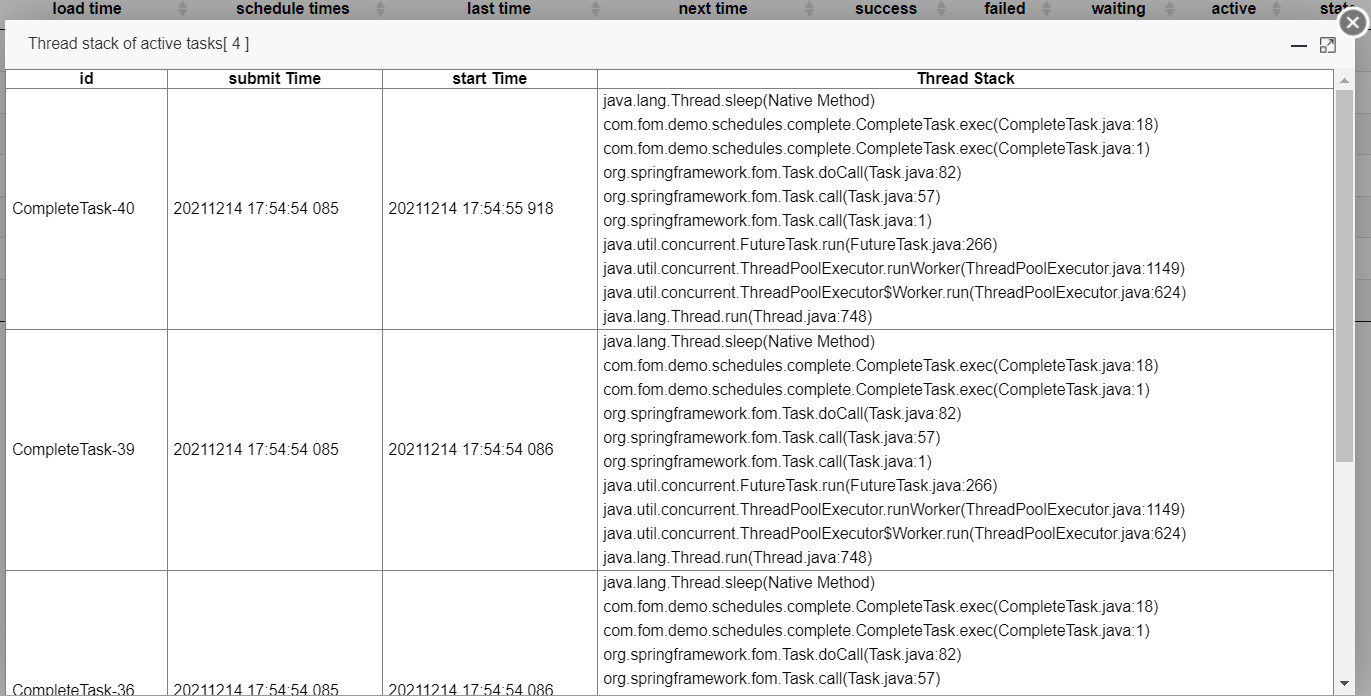 load time schedule times last time next time success failed waiting active
Thread stack of active tasks[ 4 ]
id submit Time start Time Thread Stack
CompleteTask-40 20211214 17:54:54 085 20211214 17:54:55 918
java.lang.Thread.sleep(Native Method)
com.fom.demo.schedules.complete.CompleteTask.exec(CompleteTask.java:18)
com.fom.demo.schedules.complete.CompleteTask.exec(CompleteTask.java:1)
org.springframework.fom.Task.doCall(Task.java:82)
org.springframework.fom.Task.call(Task.java:57)
org.springframework.fom.Task.call(Task.java:1)
java.util.concurrent.FutureTask.run(FutureTask.java:266)
java.util.concurrent.ThreadPoolExecutor.runWorker(ThreadPoolExecutor.java:1149)
java.util.concurrent.ThreadPoolExecutor$Worker.run(ThreadPoolExecutor.java:624)
java.lang.Thread.run(Thread.java:748)
CompleteTask-39 20211214 17:54:54 085 20211214 17:54:54 086
java.lang.Thread.sleep(Native Method)
com.fom.demo.schedules.complete.CompleteTask.exec(CompleteTask.java:18)
com.fom.demo.schedules.complete.CompleteTask.exec(CompleteTask.java:1)
org.springframework.fom.Task.doCall(Task.java:82)
org.springframework.fom.Task.call(Task.java:57)
org.springframework.fom.Task.call(Task.java:1)
java.util.concurrent.FutureTask.run(FutureTask.java:266)
java.util.concurrent.ThreadPoolExecutor.runWorker(ThreadPoolExecutor.java:1149)
java.util.concurrent.ThreadPoolExecutor$Worker.run(ThreadPoolExecutor.java:624)
java.lang.Thread.run(Thread.java:748)
java.lang.Thread.sleep(Native Method)
com.fom.demo.schedules.complete.CompleteTask.exec(CompleteTask.java:18)
com.fom.demo.schedules.complete.CompleteTask.exec(CompleteTask.java:1)
org.springframework.fom.Task.doCall(Task.java:82)
org.springframework.fom.Task.call(Task.java:57)
CompleteTask-36 20211214 17:54:54 085 20211214 17:54:54 086